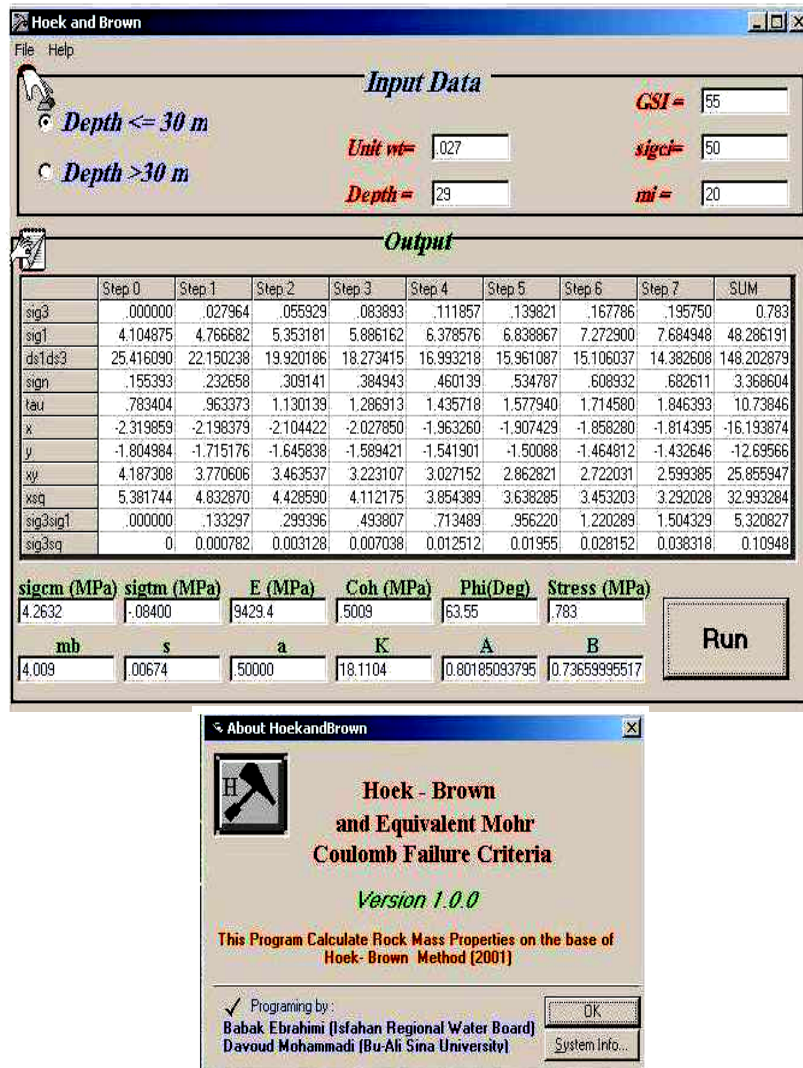 Hoek and Brown
File Help
Input Data
Depth <= 30 m
Depth >30 m
Unit wt= .027
Depth = 29
GSI = 55
sigci= 50
mi = 20
Output
Step 0 Step 1 Step 2 Step 3 Step 4 Step 5 Step 6 Step 7 SUM
sig3 .000000 .027964 .055929 .083893 .111857 .139821 .167786 .195750 0.783
sig1 4.104875 4.766682 5.353181 5.886162 6.378576 6.838867 7.272900 7.684948 48.286191
ds1ds3 25.416090 22.150238 19.920186 18.273415 16.993218 15.961087 15.106037 14.382608 148.202879
sign .155393 .232658 .309141 .384943 .460139 .534787 .608932 .682611 3.368604
tau .783404 .963373 1.130139 1.286913 1.435718 1.577940 1.714580 1.846393 10.73846
x -2.319859 -2.198379 -2.104422 -2.027850 -1.963260 -1.907429 -1.858280 -1.814395 -16.193874
y -1.804984 -1.715176 -1.645838 -1.589421 -1.541901 -1.50088 -1.464812 -1.432646 -12.69566
xy 4.187308 3.770606 3.463537 3.223107 3.027152 2.862821 2.722031 2.599385 25.855947
xsq 5.381744 4.832870 4.428590 4.112175 3.854389 3.638285 3.453203 3.292028 32.993284
sig3sig1 .000000 .133297 .299396 .493807 .713489 .956220 1.220289 1.504329 5.320827
sig3sq 0 0.000782 0.003128 0.007038 0.012512 0.01955 0.028152 0.038318 0.10948
sigcm (MPa) sigtm (MPa) E (MPa) Coh (MPa) Phi(Deg) Stress (MPa)
4.2632 -.08400 9429.4 .5009 63.55 .783
mb s a K A B
4.009 .00674 .50000 18.1104 0.80185093795 0.73659995517
Run
About HoekandBrown
H
Hoek - Brown
and Equivalent Mohr
Coulomb Failure Criteria
Version 1.0.0
This Program Calculate Rock Mass Properties on the base of
Hoek- Brown Method (2001)
Programing by :
Babak Ebrahimi (Isfahan Regional Water Board)
Davoud Mohammadi (Bu-Ali Sina University)
OK
System Info...